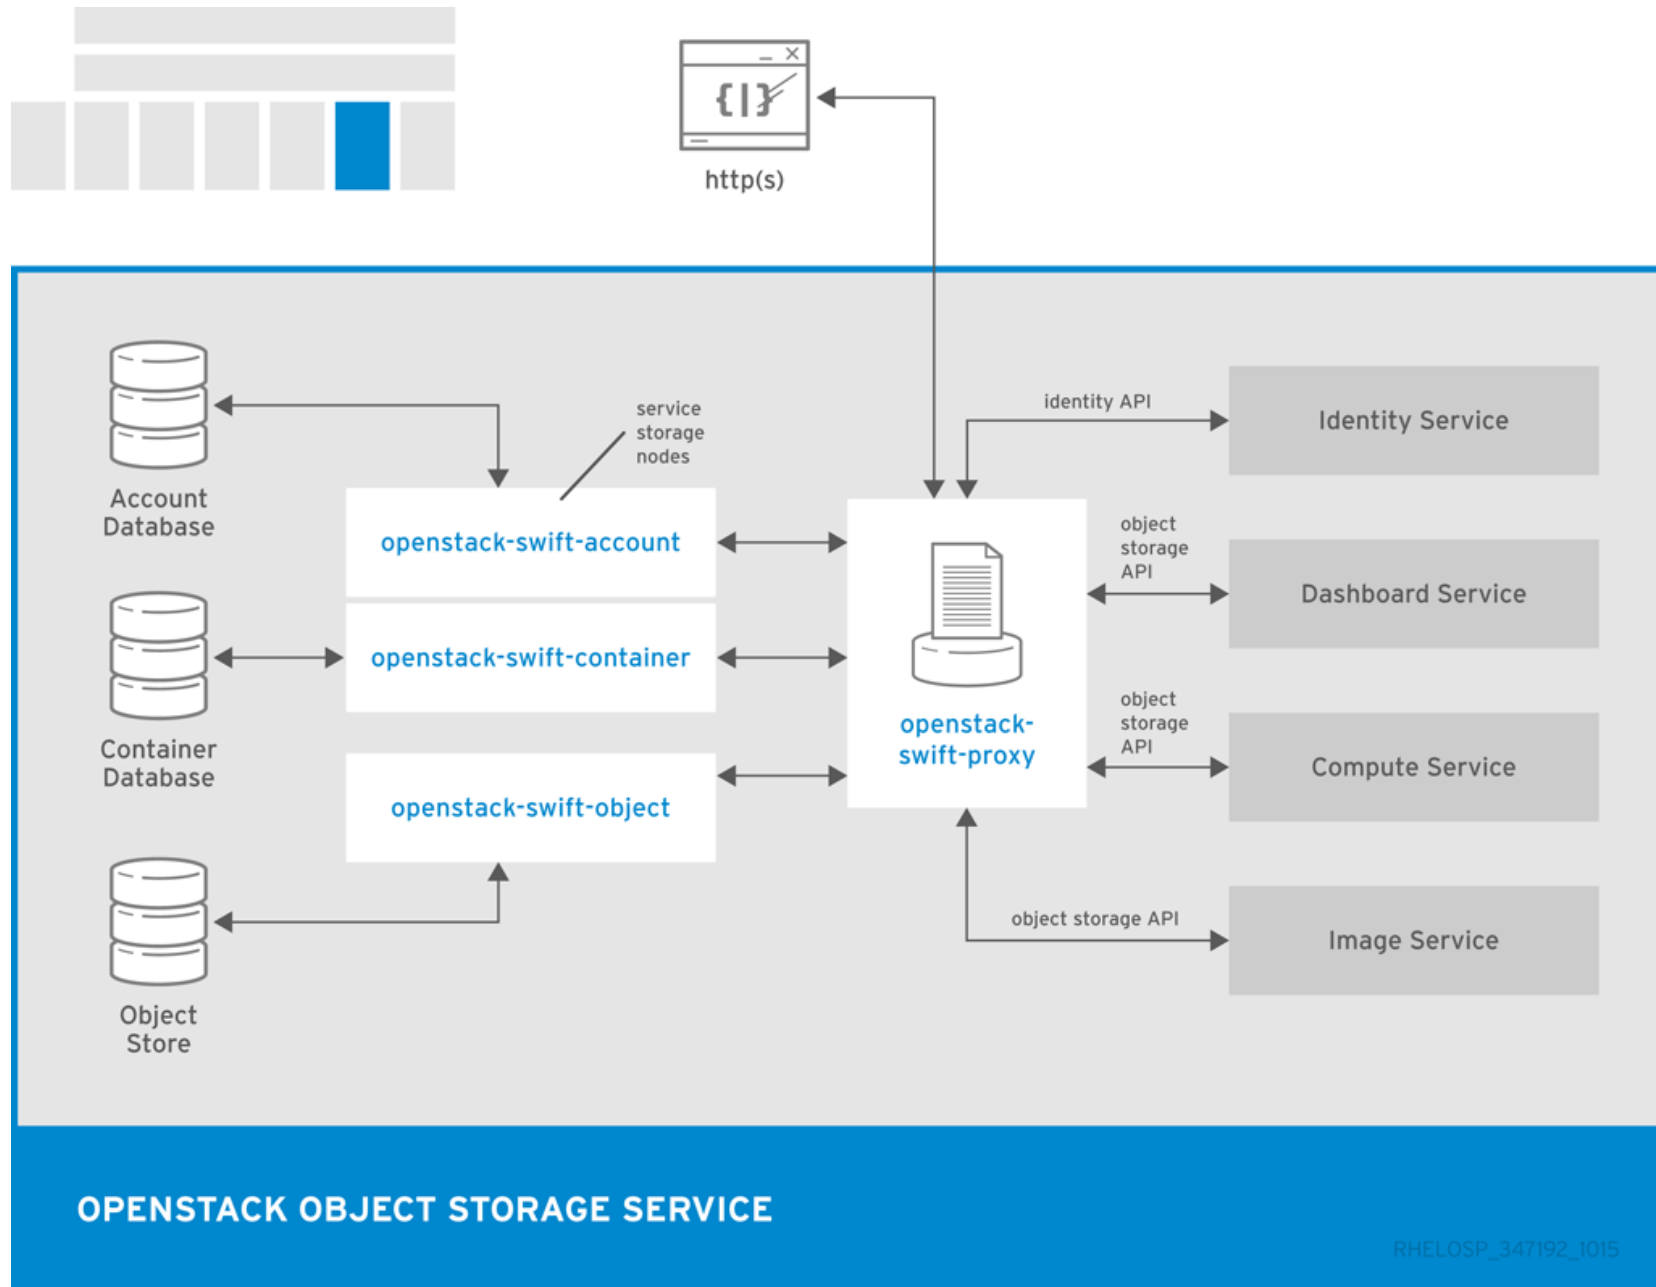 {|}
http(s)
Account
Database
service
storage
nodes
openstack-swift-account
Container
Database
openstack-swift-container
openstack-swift-object
Object
Store
openstack-
swift-proxy
identity API
Identity Service
object
storage
API
Dashboard Service
object
storage
API
Compute Service
object storage API
Image Service
OPENSTACK OBJECT STORAGE SERVICE
RHELOSP_347192_1015